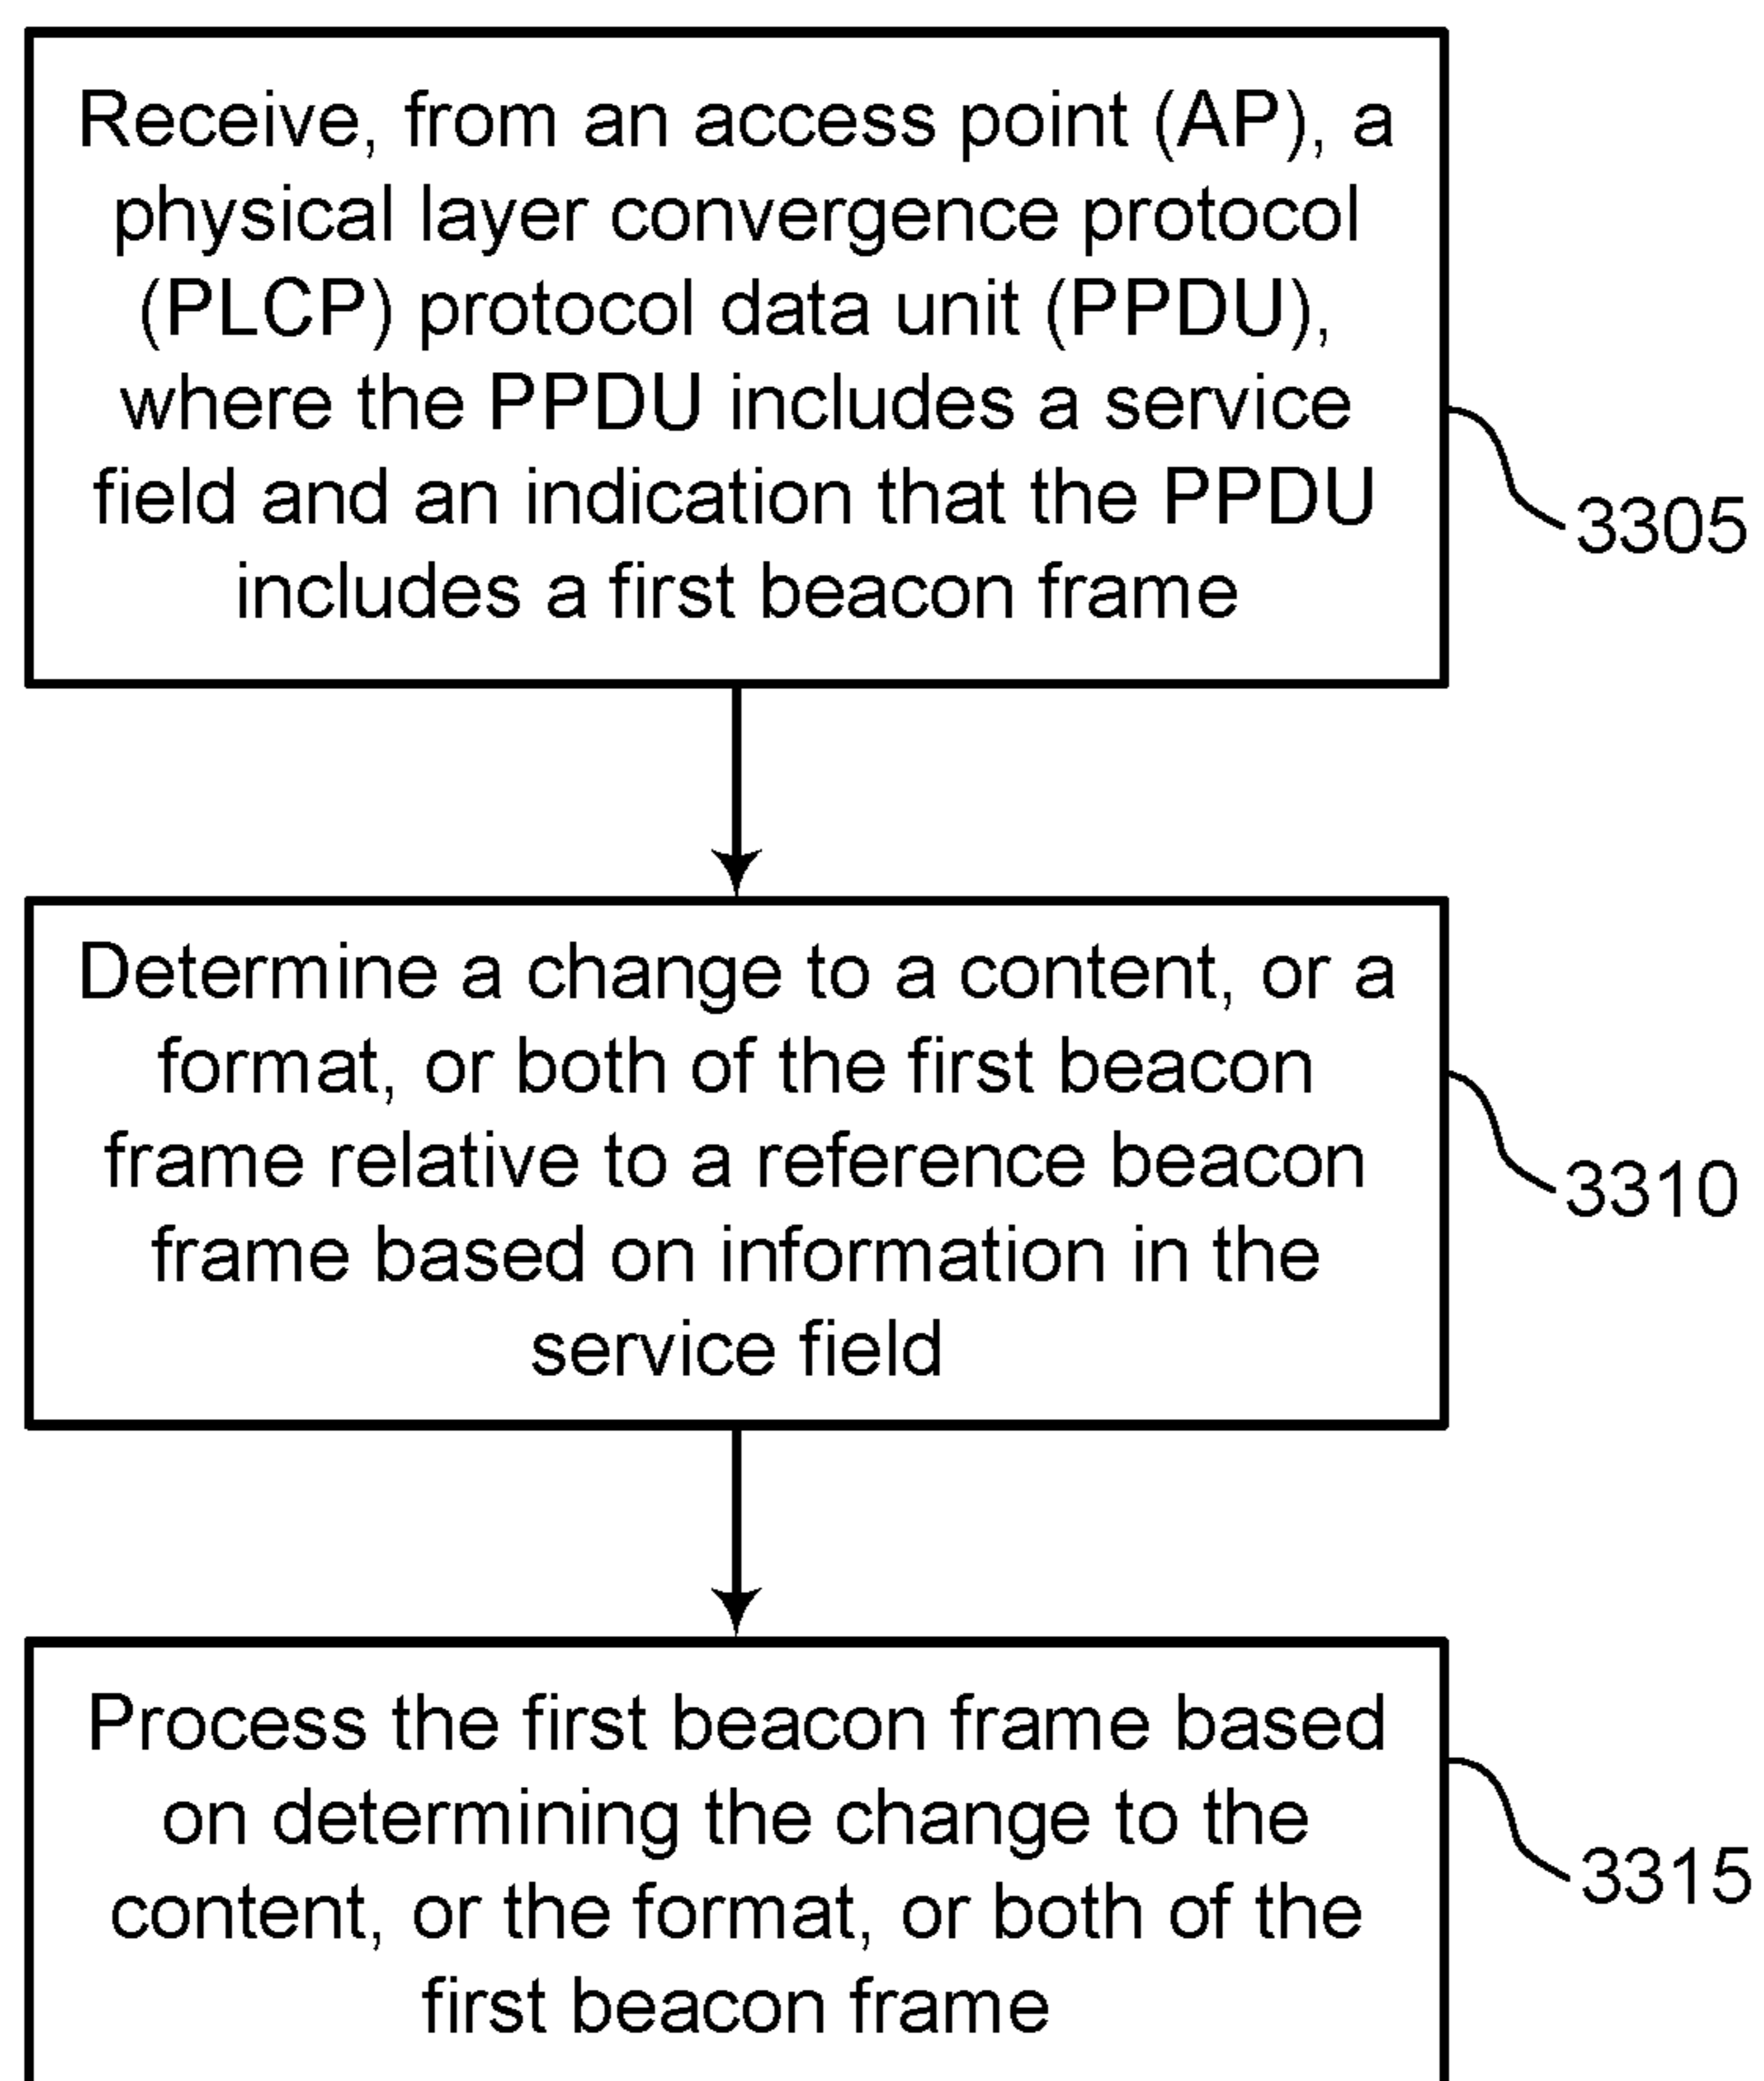 Receive, from an access point (AP), a
physical layer convergence protocol
(PLCP) protocol data unit (PPDU),
where the PPDU includes a service
field and an indication that the PPDU
includes a first beacon frame
3305
Determine a change to a content, or a
format, or both of the first beacon
frame relative to a reference beacon
frame based on information in the
service field
3310
Process the first beacon frame based
on determining the change to the
content, or the format, or both of the
first beacon frame
3315